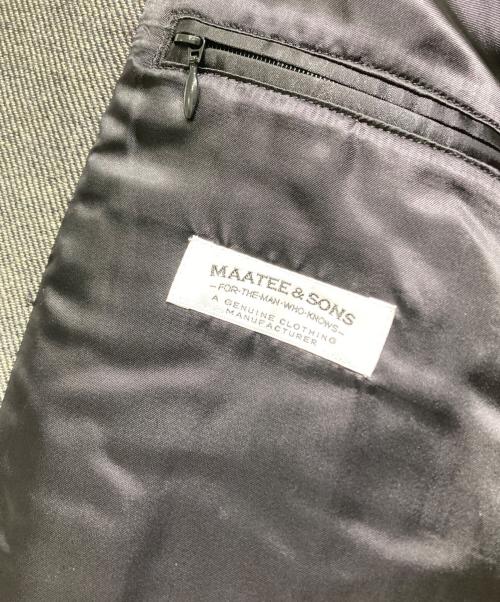 MAATEE & SONS
-FOR-THE-MAN-WHO-KNOWS-
A GENUINE CLOTHING
MANUFACTURER